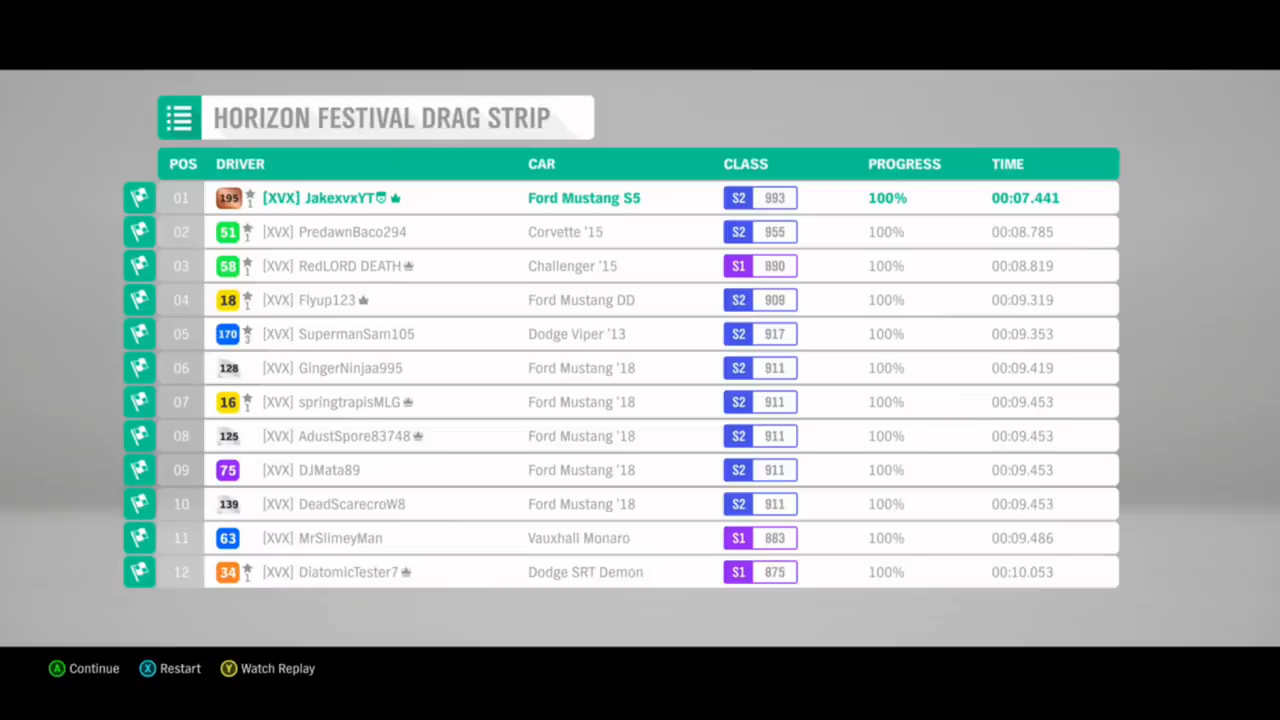 HORIZON FESTIVAL DRAG STRIP
POS DRIVER CAR CLASS PROGRESS TIME
01 195 1 [XVX] JakexvxYT Ford Mustang S5 S2 993 100% 00:07.441
02 51 1 [XVX] PredawnBaco294 Corvette '15 S2 955 100% 00:08.785
03 58 1 [XVX] RedLORD DEATH Challenger '15 S1 890 100% 00:08.819
04 18 1 [XVX] Flyup123 Ford Mustang DD S2 909 100% 00:09.319
05 170 3 [XVX] SupermanSam105 Dodge Viper '13 S2 917 100% 00:09.353
06 128 [XVX] GingerNinjaa995 Ford Mustang '18 S2 911 100% 00:09.419
07 16 1 [XVX] springtrapisMLG Ford Mustang '18 S2 911 100% 00:09.453
08 125 [XVX] AdustSpore83748 Ford Mustang '18 S2 911 100% 00:09.453
09 75 [XVX] DJMata89 Ford Mustang '18 S2 911 100% 00:09.453
10 139 [XVX] DeadScarecroW8 Ford Mustang '18 S2 911 100% 00:09.453
11 63 [XVX] MrSlimeyMan Vauxhall Monaro S1 883 100% 00:09.486
12 34 1 [XVX] DiatomicTester7 Dodge SRT Demon S1 875 100% 00:10.053
A Continue X Restart Y Watch Replay